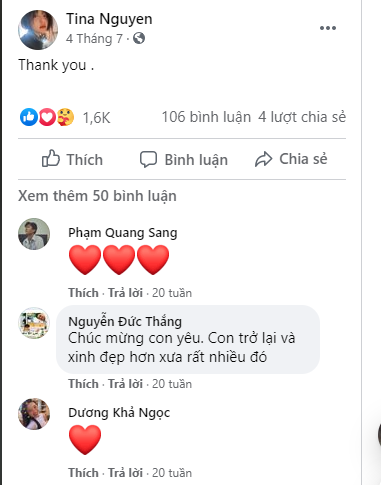 Tina Nguyen
4 Tháng 7 ·
Thank you .
1,6K 106 bình luận 4 lượt chia sẻ
Thích Bình luận Chia sẻ
Xem thêm 50 bình luận
Phạm Quang Sang
Thích · Trả lời · 20 tuần
Nguyễn Đức Thắng
Chúc mừng con yêu. Con trở lại và
xinh đẹp hơn xưa rất nhiều đó
Thích · Trả lời · 20 tuần
Dương Khả Ngọc
Thích · Trả lời · 20 tuần